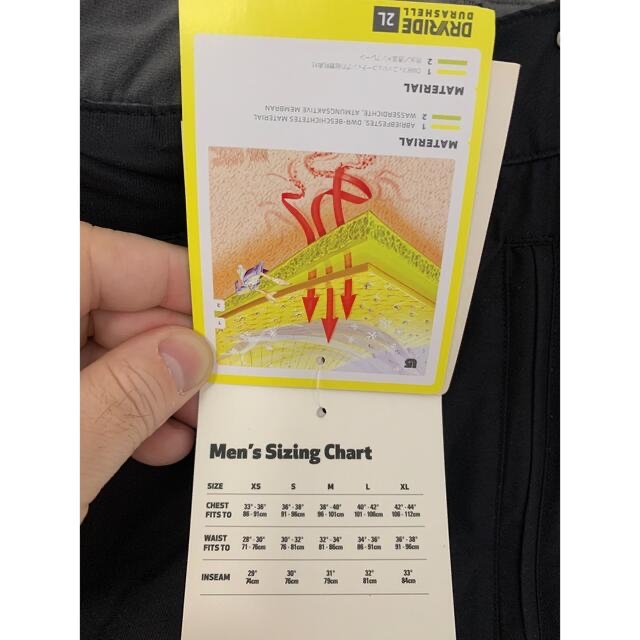 DRYRIDE
DURASHELL
2L
MATERIAL
1 ABRIEBFESTES, DWR-BESCHICHTETES MATERIAL
2 WASSERDICHTE, ATMUNGSAKTIVE MEMBRAN
MATERIAL
1
2
1
2
Men's Sizing Chart
SIZE XS S M L XL
CHEST 33" - 36" 36" - 38" 38" - 40" 40" - 42" 42" - 44"
FITS TO 86 - 91cm 91 - 96cm 96 - 101cm 101 - 106cm 106 - 112cm
WAIST 28" - 30" 30" - 32" 32" - 34" 34" - 36" 36" - 38"
FITS TO 71 - 76cm 76 - 81cm 81 - 86cm 86 - 91cm 91 - 96cm
INSEAM 29" 30" 31" 32" 33"
74cm 76cm 79cm 81cm 84cm